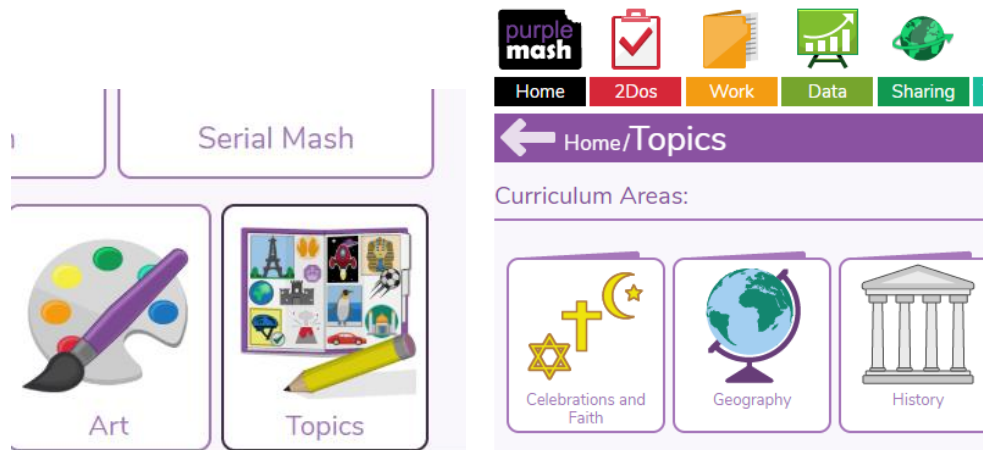 Serial Mash
Art
Topics
purple
mash
Home
2Dos
Work
Data
Sharing
Home/Topics
Curriculum Areas:
Celebrations and
Faith
Geography
History